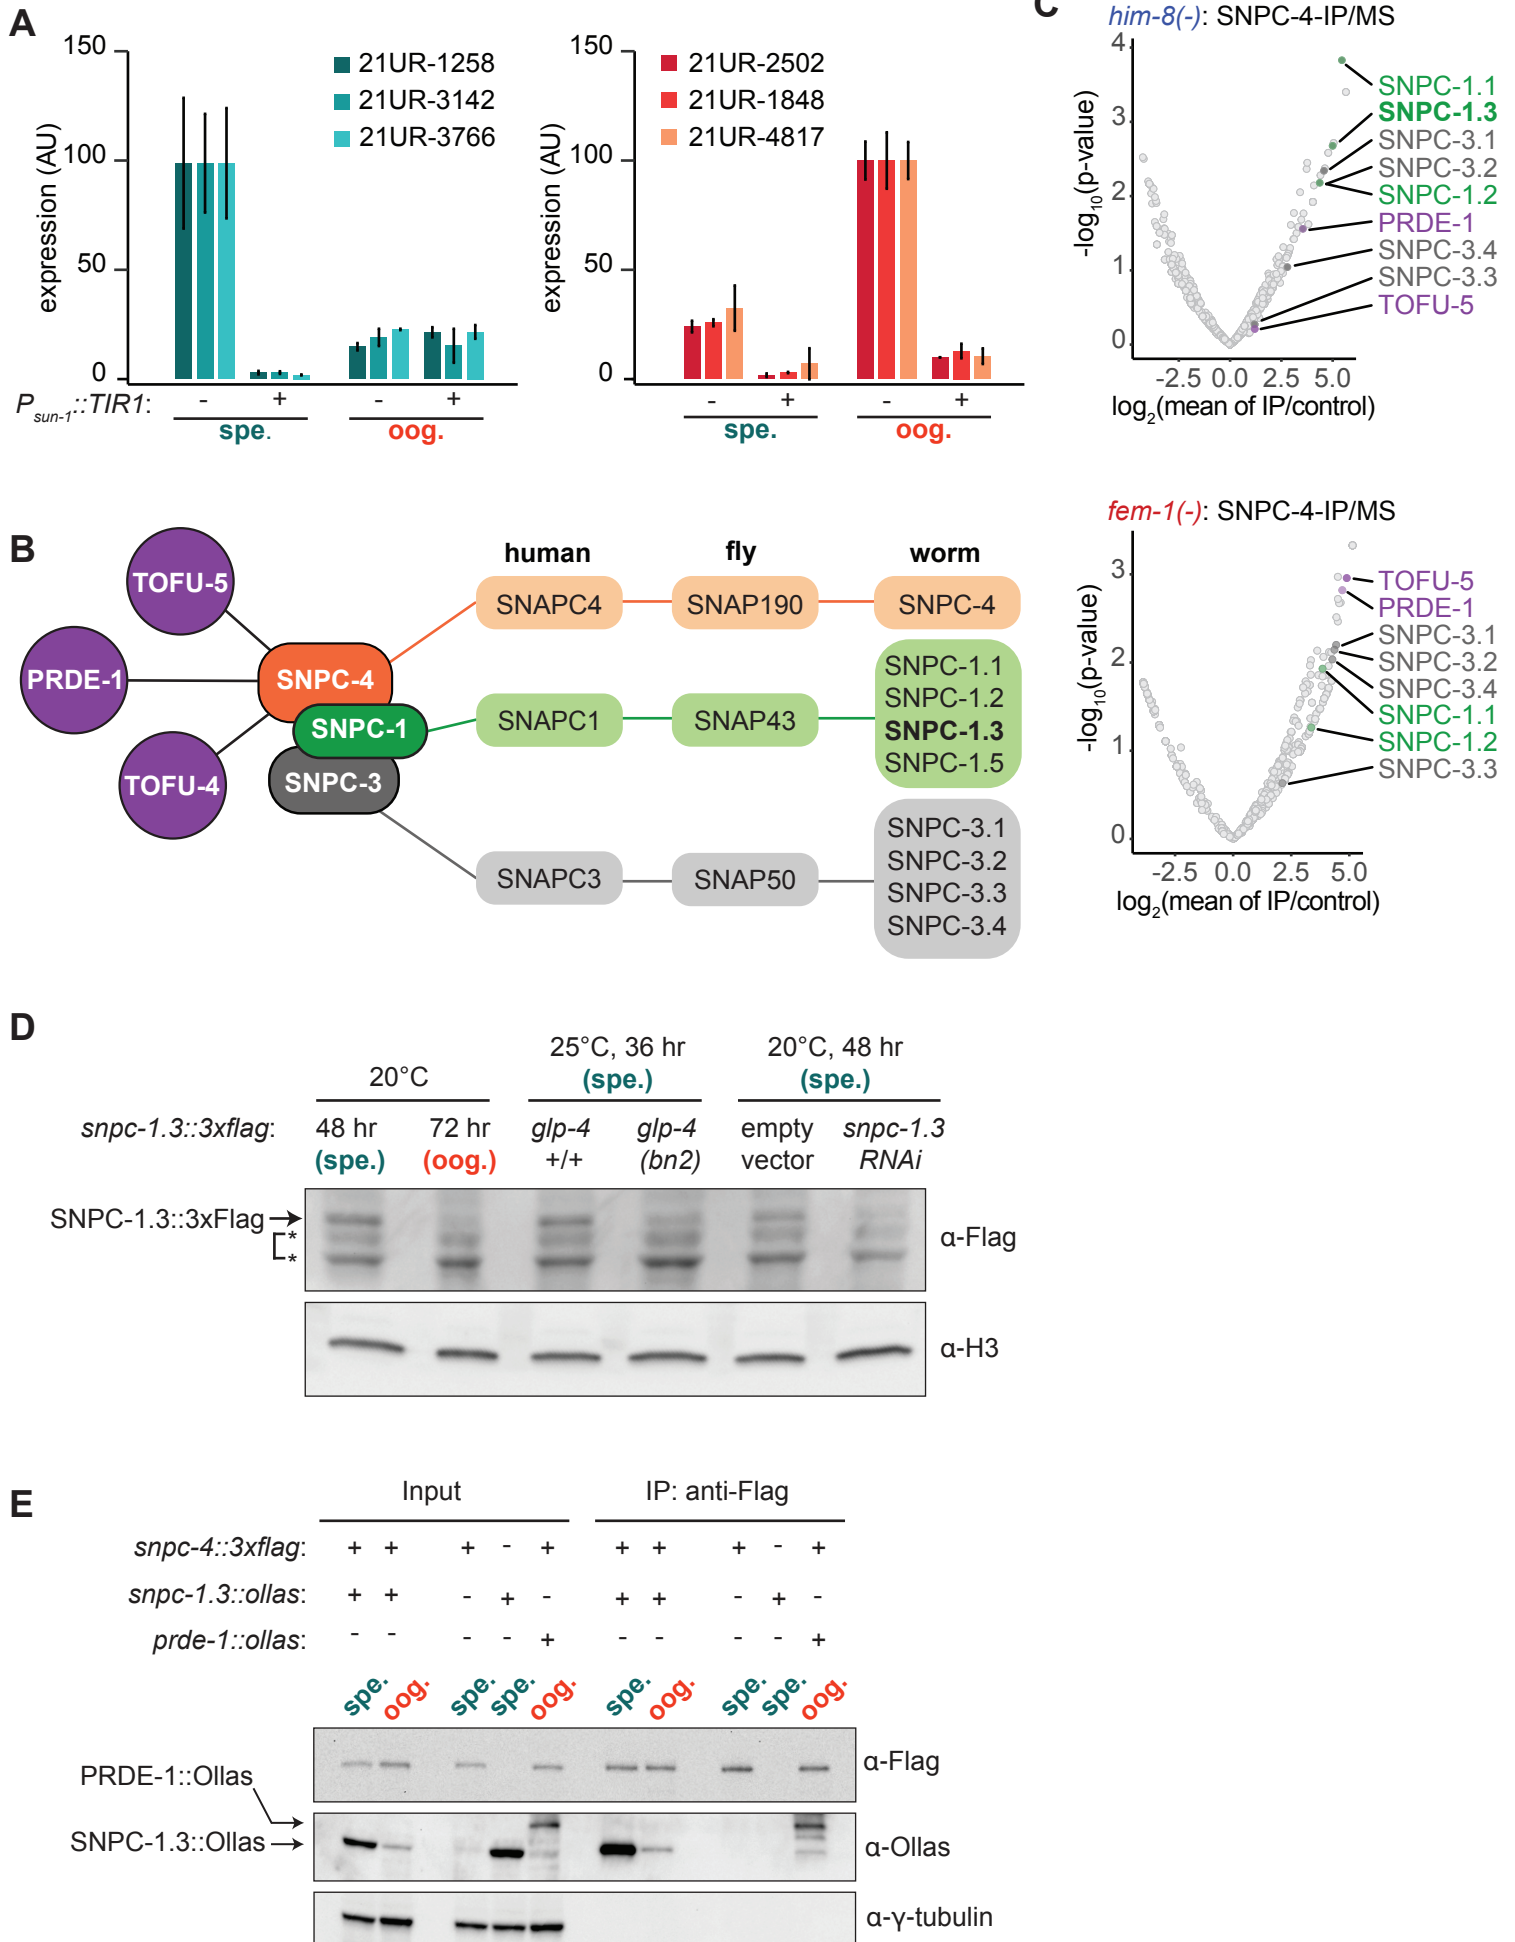 A
150
100
50
0
expression (AU)
21UR-1258
21UR-3142
21UR-3766
Psun-1::TIR1:
- + - +
spe. oog.
150
100
50
0
expression (AU)
21UR-2502
21UR-1848
21UR-4817
- + - +
spe. oog.
B
TOFU-5
PRDE-1
TOFU-4
SNPC-4
SNPC-1
SNPC-3
human fly worm
SNAPC4 SNAP190 SNPC-4
SNAPC1 SNAP43
SNPC-1.1
SNPC-1.2
SNPC-1.3
SNPC-1.5
SNAPC3 SNAP50
SNPC-3.1
SNPC-3.2
SNPC-3.3
SNPC-3.4
C
him-8(-): SNPC-4-IP/MS
4
3
2
1
0
-log10(p-value)
SNPC-1.1
SNPC-1.3
SNPC-3.1
SNPC-3.2
SNPC-1.2
PRDE-1
SNPC-3.4
SNPC-3.3
TOFU-5
-2.5 0.0 2.5 5.0
log2(mean of IP/control)
fem-1(-): SNPC-4-IP/MS
3
2
1
0
-log10(p-value)
TOFU-5
PRDE-1
SNPC-3.1
SNPC-3.2
SNPC-3.4
SNPC-1.1
SNPC-1.2
SNPC-3.3
-2.5 0.0 2.5 5.0
log2(mean of IP/control)
D
20°C
25°C, 36 hr
(spe.)
20°C, 48 hr
(spe.)
snpc-1.3::3xflag:
48 hr
(spe.)
72 hr
(oog.)
glp-4
+/+
glp-4
(bn2)
empty
vector
snpc-1.3
RNAi
SNPC-1.3::3xFlag
*
*
α-Flag
α-H3
E
Input IP: anti-Flag
snpc-4::3xflag: + + + - + + + + - +
snpc-1.3::ollas: + + - + - + + - + -
prde-1::ollas: - - - - + - - - - +
spe. oog. spe. spe. oog. spe. oog. spe. spe. oog.
α-Flag
PRDE-1::Ollas
SNPC-1.3::Ollas
α-Ollas
α-γ-tubulin